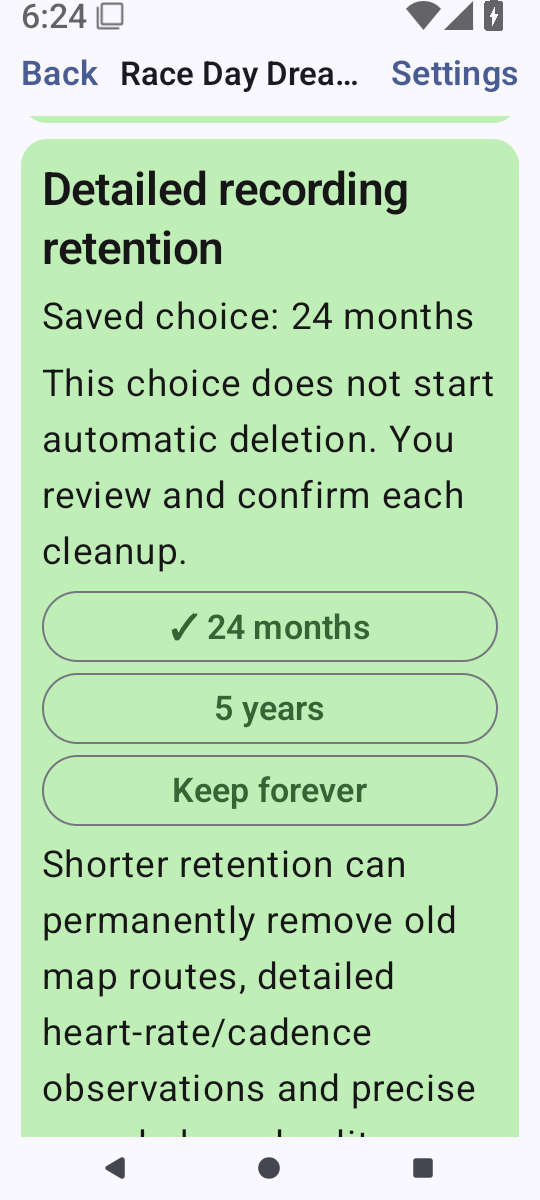 6:24
Back Race Day Drea... Settings
Detailed recording
retention
Saved choice: 24 months
This choice does not start
automatic deletion. You
review and confirm each
cleanup.
✓ 24 months
5 years
Keep forever
Shorter retention can
permanently remove old
map routes, detailed
heart-rate/cadence
observations and precise